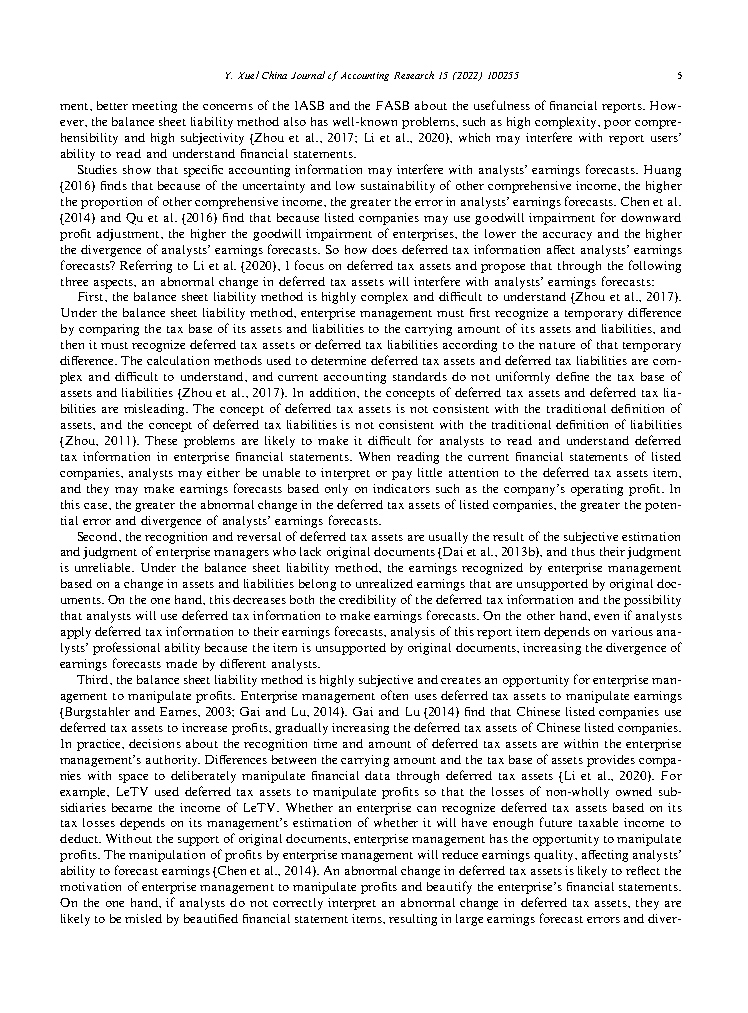 Y. Xuel China Journal cf Accounting Research 15 (2022) 100255
5
ment, better meeting the concerns of the IASB and the FASB about the usefulness of financial reports. How-
ever, the balance sheet liability method also has well-known problems, such as high complexity, poor compre-
hensibility and high subjectivity {Zhou et al., 2017; Li et al., 2020), which may interfere with report users'
ability to read and understand financial statements.
Studies show that specific accounting information may interfere with analysts' earnings forecasts. Huang
{2016) finds that because of the uncertainty and low sustainability of other comprehensive income, the higher
the proportion of other comprehensive income, the greater the error in analysts' earnings forecasts. Chen et al.
{2014) and Qu et al. {2016) find that because listed companies may use goodwill impairment for downward
profit adjustment, the higher the goodwill impairment of enterprises, the lower the accuracy and the higher
the divergence of analysts' earnings forecasts. So how does deferred tax information affect analysts' earnings
forecasts? Referring to Li et al. {2020), I focus on deferred tax assets and propose that through the following
three aspects, an abnormal change in deferred tax assets will interfere with analysts' earnings forecasts:
First, the balance sheet liability method is highly complex and difficult to understand {Zhou et al., 2017).
Under the balance sheet liability method, enterprise management must first recognize a temporary difference
by comparing the tax base of its assets and liabilities to the carrying amount of its assets and liabilities, and
then it must recognize deferred tax assets or deferred tax liabilities according to the nature of that temporary
difference. The calculation methods used to determine deferred tax assets and deferred tax liabilities are com-
plex and difficult to understand, and current accounting standards do not uniformly define the tax base of
assets and liabilities {Zhou et al., 2017). In addition, the concepts of deferred tax assets and deferred tax lia-
bilities are misleading. The concept of deferred tax assets is not consistent with the traditional definition of
assets, and the concept of deferred tax liabilities is not consistent with the traditional definition of liabilities
{Zhou, 2011). These problems are likely to make it difficult for analysts to read and understand deferred
tax information in enterprise financial statements. When reading the current financial statements of listed
companies, analysts may either be unable to interpret or pay little attention to the deferred tax assets item,
and they may make earnings forecasts based only on indicators such as the company's operating profit. In
this case, the greater the abnormal change in the deferred tax assets of listed companies, the greater the poten-
tial error and divergence of analysts' earnings forecasts.
Second, the recognition and reversal of deferred tax assets are usually the result of the subjective estimation
and judgment of enterprise managers who lack original documents {Dai et al., 2013b), and thus their judgment
is unreliable. Under the balance sheet liability method, the earnings recognized by enterprise management
based on a change in assets and liabilities belong to unrealized earnings that are unsupported by original doc-
uments. On the one hand, this decreases both the credibility of the deferred tax information and the possibility
that analysts will use deferred tax information to make earnings forecasts. On the other hand, even if analysts
apply deferred tax information to their earnings forecasts, analysis of this report item depends on various ana-
lysts' professional ability because the item is unsupported by original documents, increasing the divergence of
earnings forecasts made by different analysts.
Third, the balance sheet liability method is highly subjective and creates an opportunity for enterprise man-
agement to manipulate profits. Enterprise management often uses deferred tax assets to manipulate earnings
{Burgstahler and Eames, 2003; Gai and Lu, 2014). Gai and Lu {2014) find that Chinese listed companies use
deferred tax assets to increase profits, gradually increasing the deferred tax assets of Chinese listed companies.
In practice, decisions about the recognition time and amount of deferred tax assets are within the enterprise
management's authority. Differences between the carrying amount and the tax base of assets provides compa-
nies with space to deliberately manipulate financial data through deferred tax assets {Li et al., 2020). For
example, LeTV used deferred tax assets to manipulate profits so that the losses of non-wholly owned sub-
sidiaries became the income of LeTV. Whether an enterprise can recognize deferred tax assets based on its
tax losses depends on its management's estimation of whether it will have enough future taxable income to
deduct. Without the support of original documents, enterprise management has the opportunity to manipulate
profits. The manipulation of profits by enterprise management will reduce earnings quality, affecting analysts'
ability to forecast earnings {Chen et al., 2014). An abnormal change in deferred tax assets is likely to reflect the
motivation of enterprise management to manipulate profits and beautify the enterprise's financial statements.
On the one hand, if analysts do not correctly interpret an abnormal change in deferred tax assets, they are
likely to be misled by beautified financial statement items, resulting in large earnings forecast errors and diver-